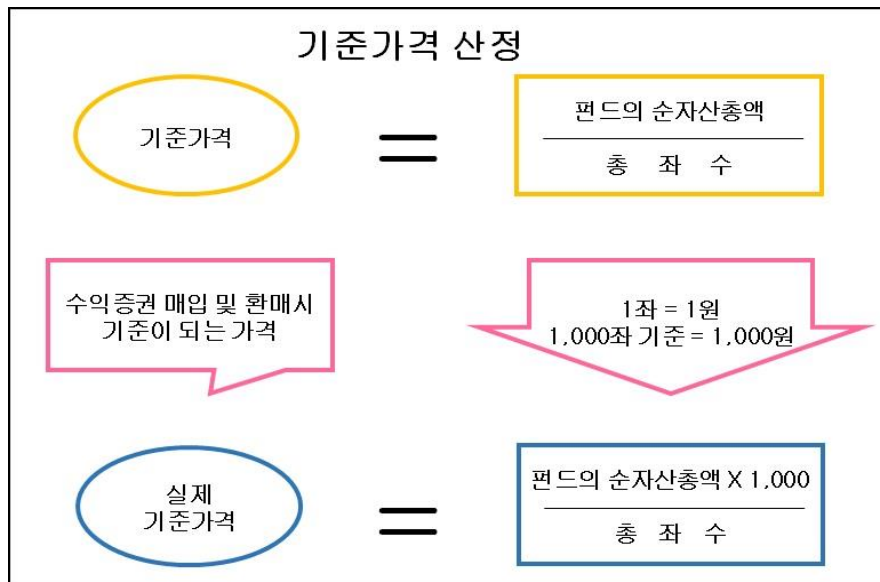 기준가격 산정
기준가격
=
펀드의 순자산총액
총 좌 수
수익증권 매입 및 환매시
기준이 되는 가격
1좌 = 1원
1,000좌 기준 = 1,000원
실제
기준가격
=
펀드의 순자산총액 X 1,000
총 좌 수